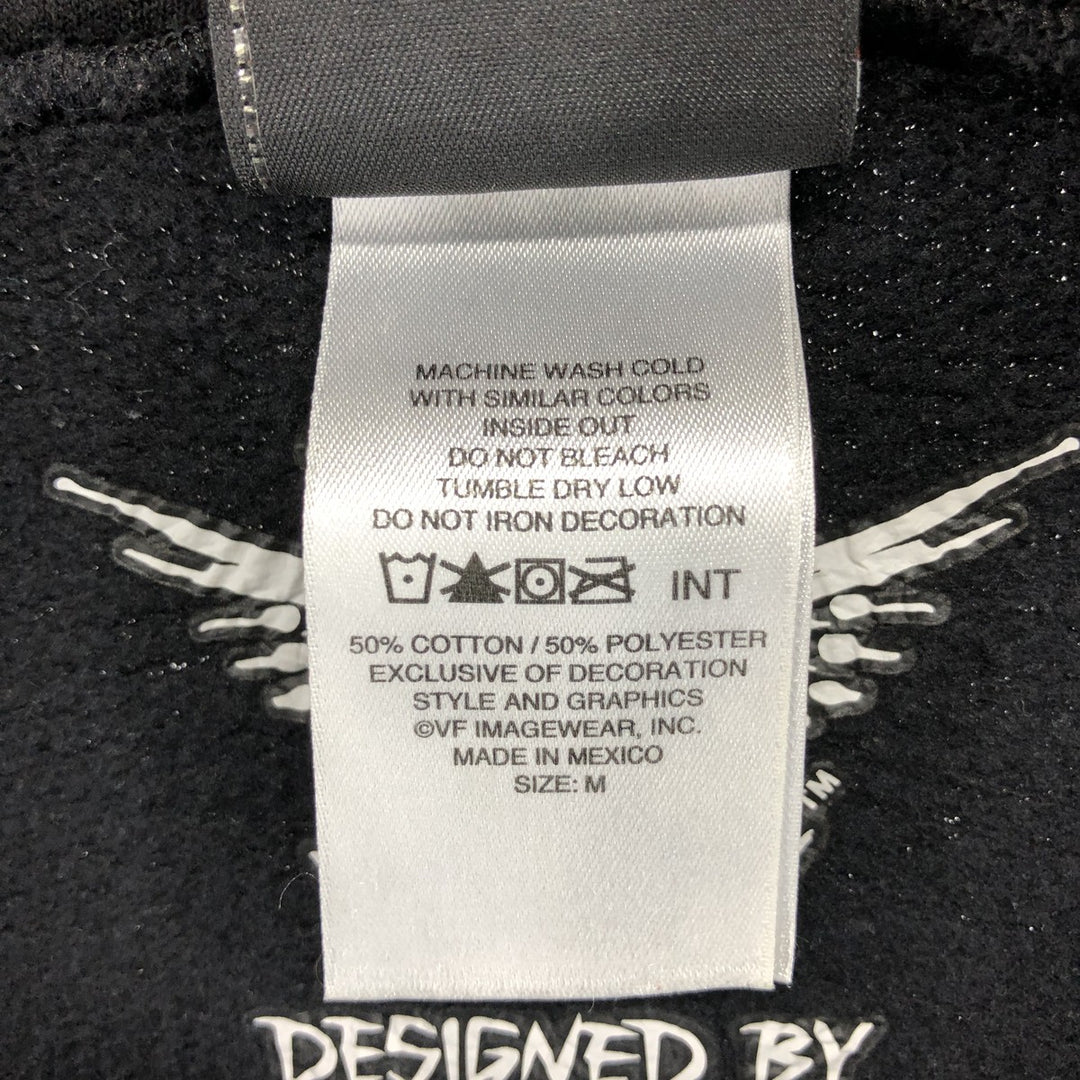 MACHINE WASH COLD
WITH SIMILAR COLORS
INSIDE OUT
DO NOT BLEACH
TUMBLE DRY LOW
DO NOT IRON DECORATION
INT
50% COTTON / 50% POLYESTER
EXCLUSIVE OF DECORATION
STYLE AND GRAPHICS
©VF IMAGEWEAR, INC.
MADE IN MEXICO
SIZE: M
TM
DESIGNED BY